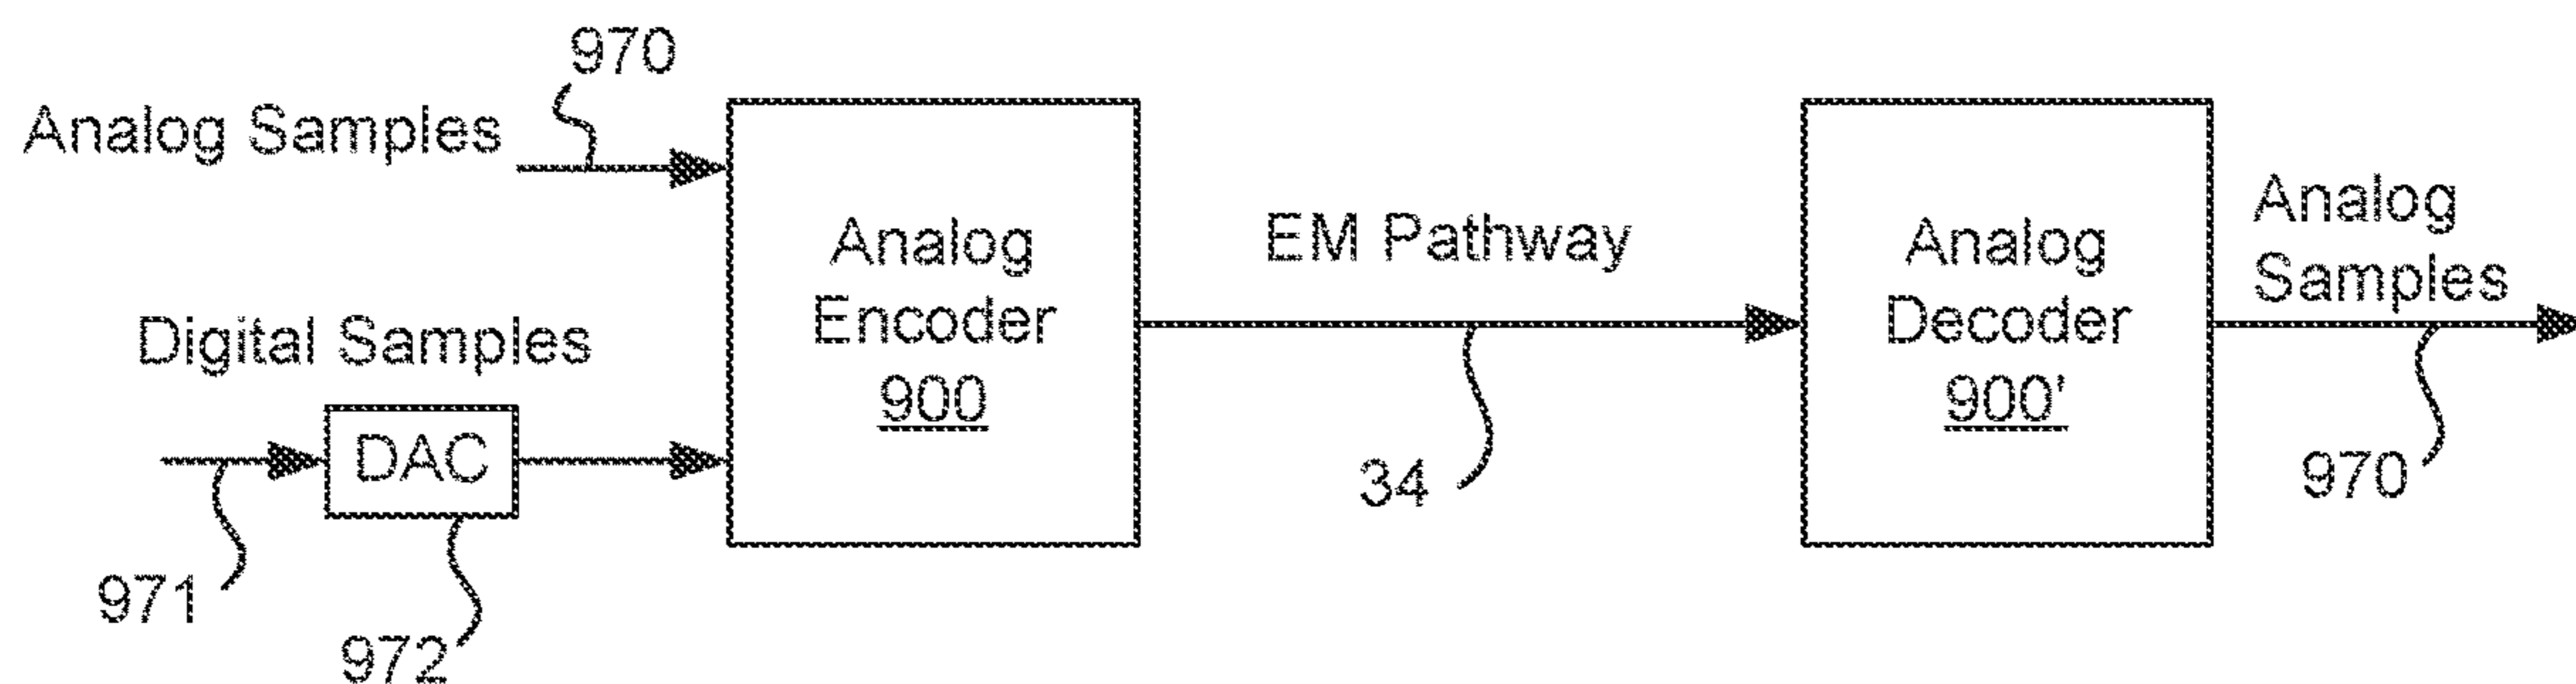 970
Analog Samples
Analog
Encoder
900
Digital Samples
DAC
971
972
EM Pathway
34
Analog
Decoder
900'
Analog
Samples
970